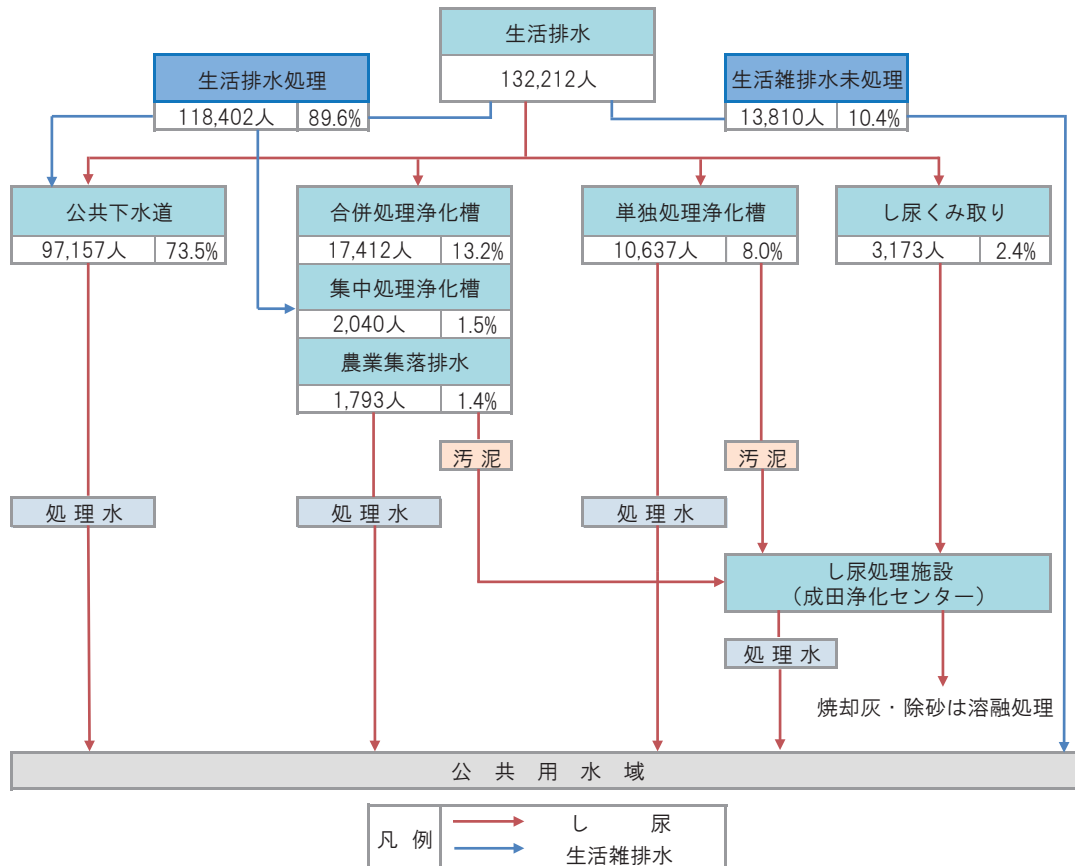 生活排水
132,212人
生活排水処理
118,402人 89.6%
生活雑排水未処理
13,810人 10.4%
公共下水道
97,157人 73.5%
合併処理浄化槽
17,412人 13.2%
集中処理浄化槽
2,040人 1.5%
農業集落排水
1,793人 1.4%
単独処理浄化槽
10,637人 8.0%
し尿くみ取り
3,173人 2.4%
汚泥
汚泥
処理水
処理水
処理水
し尿処理施設
(成田浄化センター)
処理水
焼却灰・除砂は溶融処理
公共用水域
凡例
し尿
生活雑排水